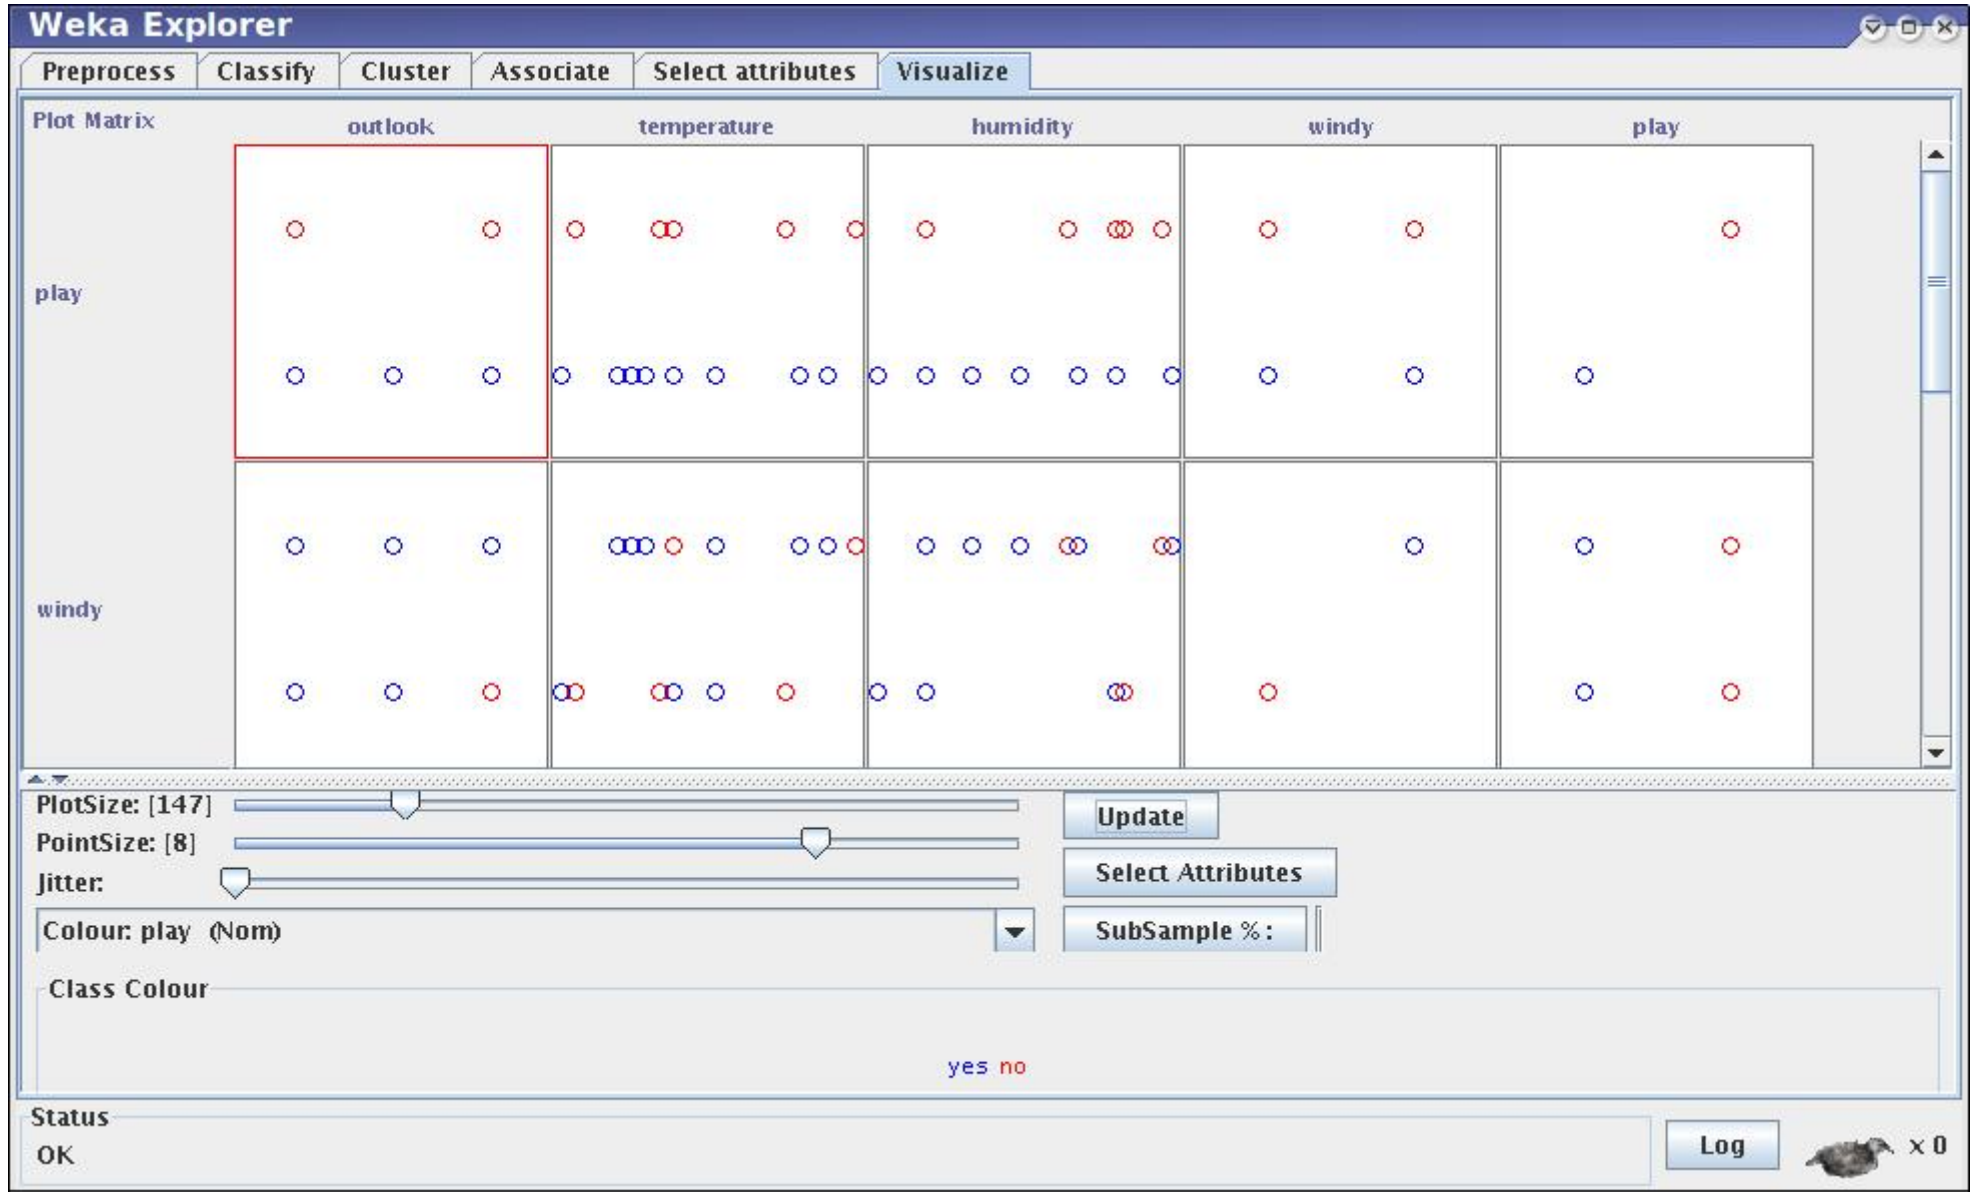 Weka Explorer
Preprocess Classify Cluster Associate Select attributes Visualize
Plot Matrix outlook temperature humidity windy play
play
windy
PlotSize: [147]
Update
PointSize: [8]
Select Attributes
Jitter:
Colour: play (Nom)
SubSample % :
Class Colour
yes no
Status
OK
Log
x 0